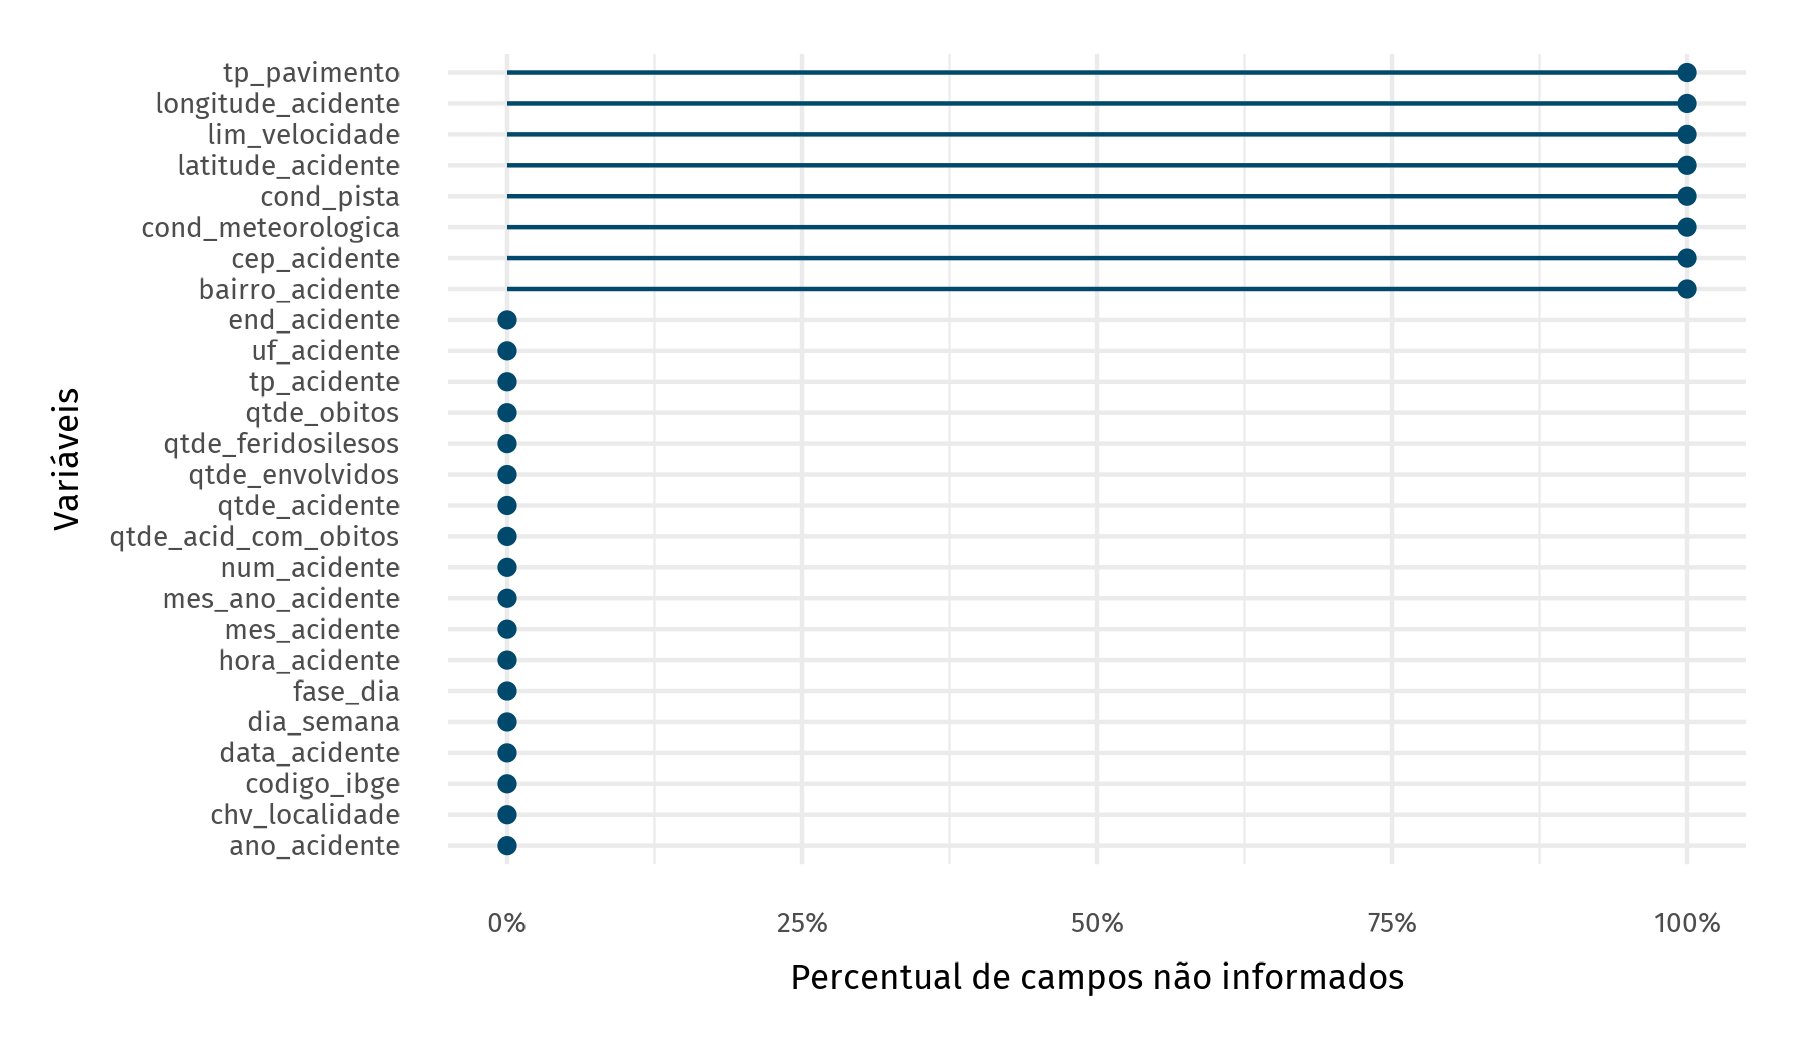 tp_pavimento
longitude_acidente
lim_velocidade
latitude_acidente
cond_pista
cond_meteorologica
cep_acidente
bairro_acidente
end_acidente
uf_acidente
tp_acidente
qtde_obitos
qtde_feridosilesos
qtde_envolvidos
qtde_acidente
qtde_acid_com_obitos
num_acidente
mes_ano_acidente
mes_acidente
hora_acidente
fase_dia
dia_semana
data_acidente
codigo_ibge
chv_localidade
ano_acidente
Variáveis
0% 25% 50% 75% 100%
Percentual de campos não informados